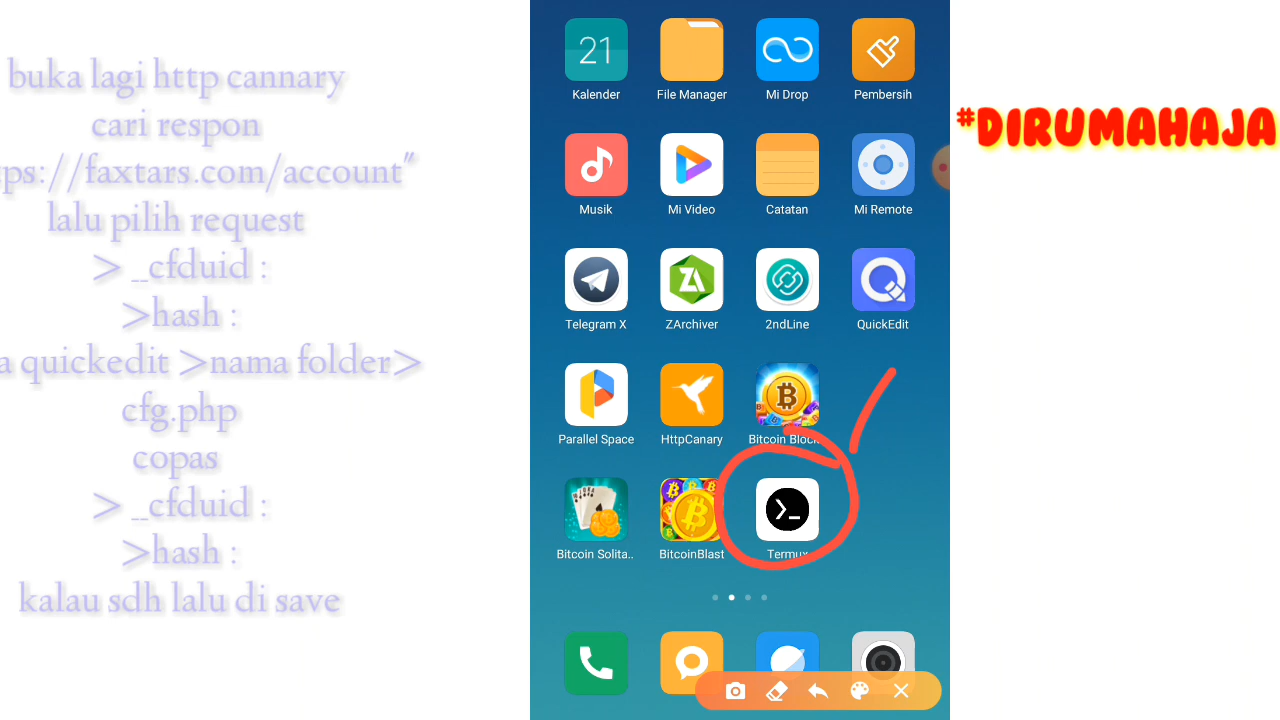 buka lagi http cannary
cari respon
ps://faxtars.com/account"
lalu pilih request
> __cfduid :
>hash :
a quickedit >nama folder>
cfg.php
copas
> __cfduid :
>hash :
kalau sdh lalu di save
#DIRUMAHAJA
21
Kalender
File Manager
Mi Drop
Pembersih
Musik
Mi Video
Catatan
Mi Remote
Telegram X
ZArchiver
2ndLine
QuickEdit
Parallel Space
HttpCanary
Bitcoin Block
Bitcoin Solita..
BitcoinBlast
Termux